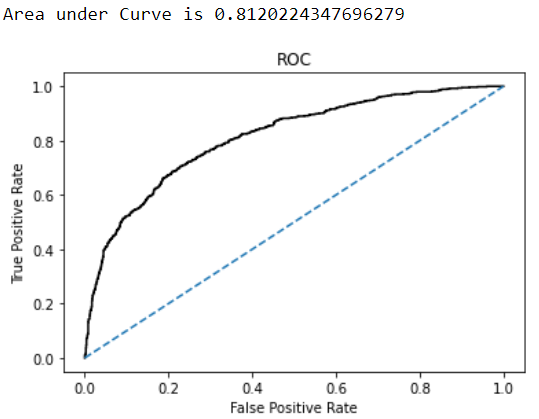 Area under Curve is 0.8120224347696279
ROC
1.0
0.8
0.6
0.4
0.2
0.0
True Positive Rate
0.0 0.2 0.4 0.6 0.8 1.0
False Positive Rate